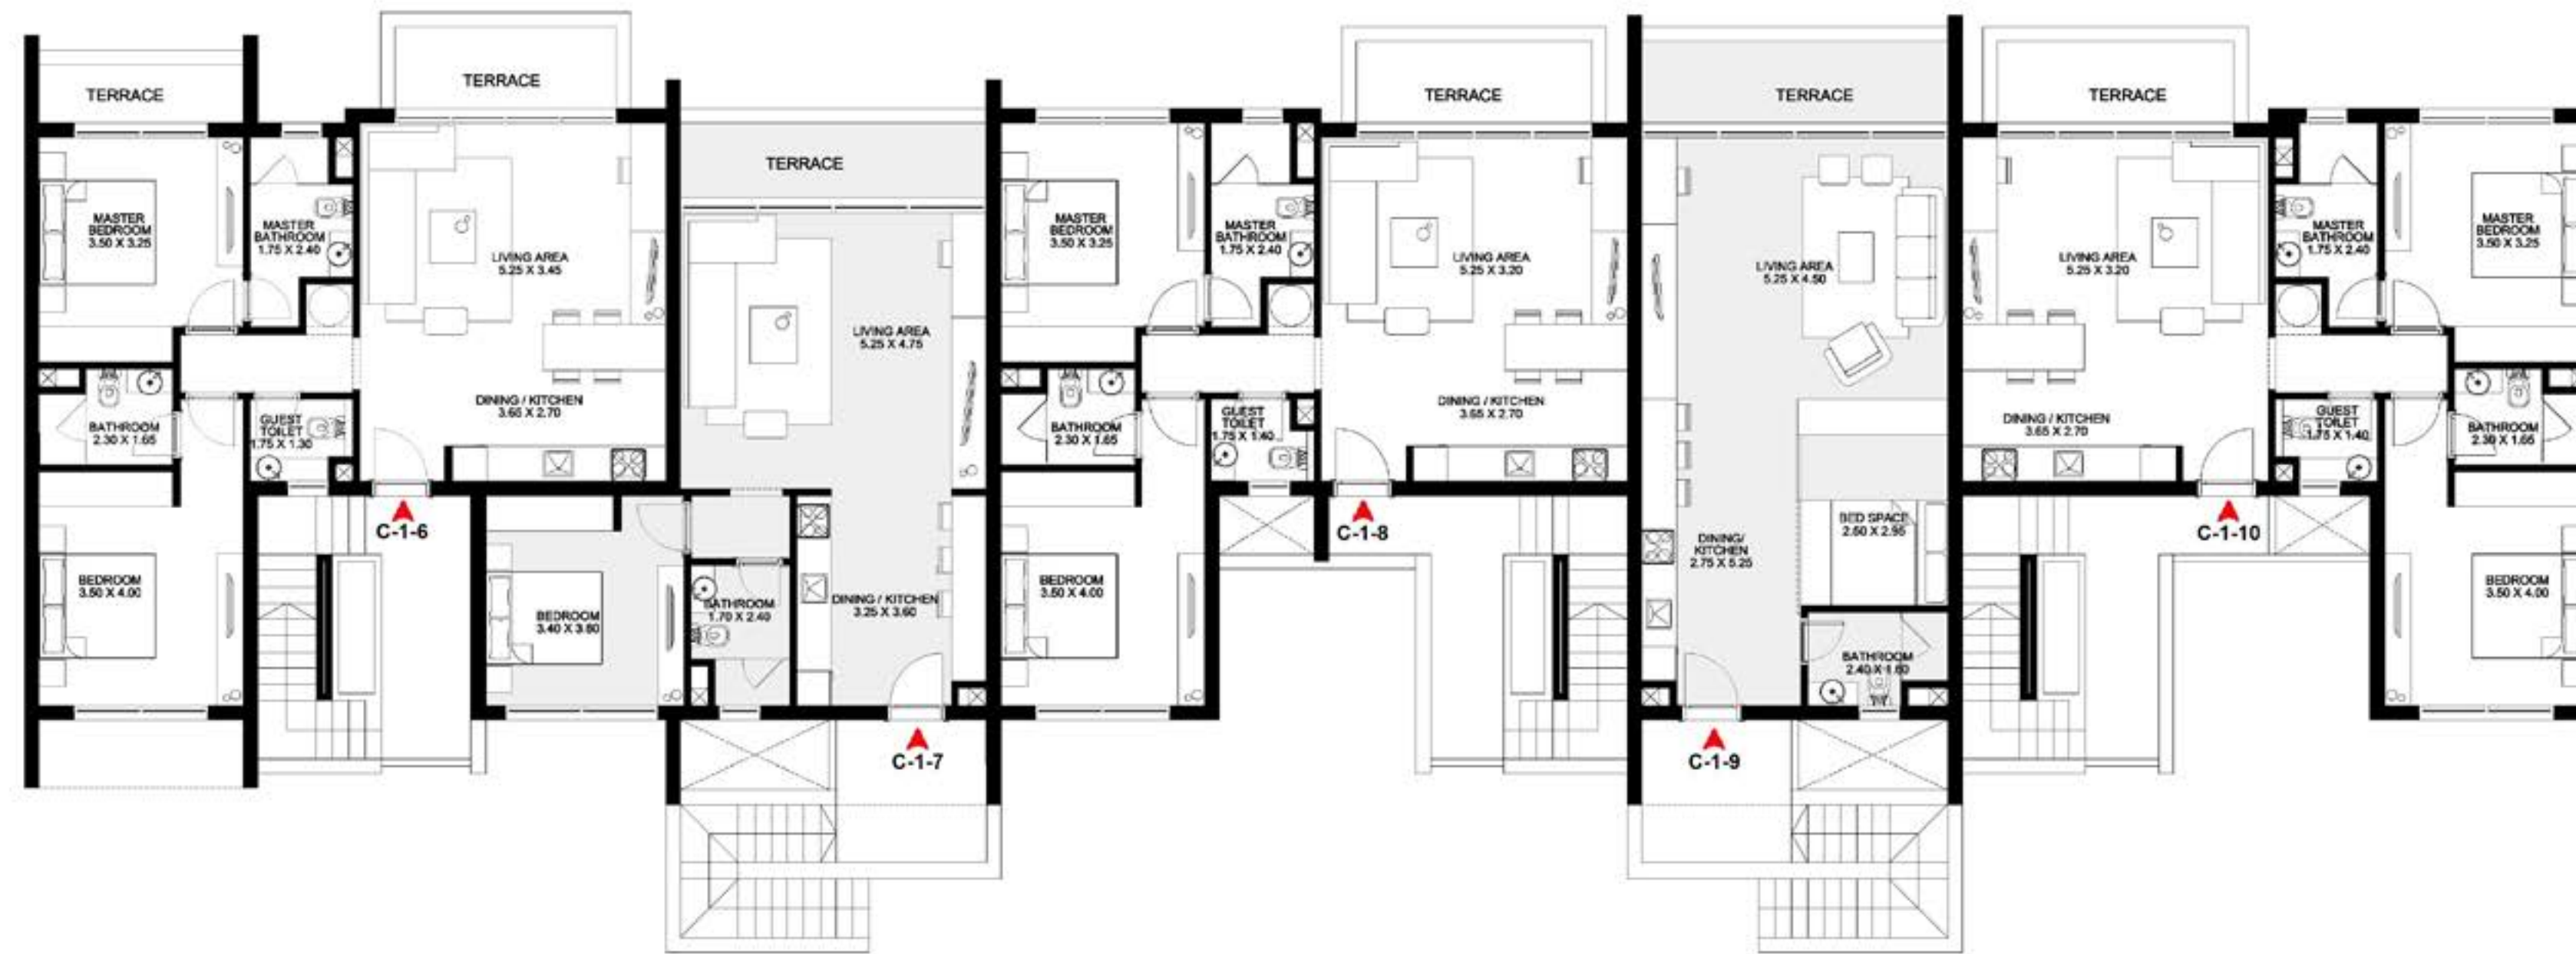 TERRACE
MASTER
BEDROOM
3.50 X 3.25
MASTER
BATHROOM
1.75 X 2.40
BATHROOM
2.30 X 1.65
GUEST
TOILET
1.75 X 1.30
BEDROOM
3.50 X 4.00
TERRACE
LIVING AREA
5.25 X 3.45
DINING / KITCHEN
3.65 X 2.70
C-1-6
TERRACE
LIVING AREA
5.25 X 4.75
BEDROOM
3.40 X 3.60
BATHROOM
1.70 X 2.40
DINING / KITCHEN
3.25 X 3.60
C-1-7
MASTER
BEDROOM
3.50 X 3.25
MASTER
BATHROOM
1.75 X 2.40
BATHROOM
2.30 X 1.65
GUEST
TOILET
1.75 X 1.40
BEDROOM
3.50 X 4.00
TERRACE
LIVING AREA
5.25 X 3.20
DINING / KITCHEN
3.65 X 2.70
C-1-8
TERRACE
LIVING AREA
5.25 X 4.50
BED SPACE
2.50 X 2.95
DINING/
KITCHEN
2.75 X 5.25
BATHROOM
2.40 X 1.60
C-1-9
TERRACE
LIVING AREA
5.25 X 3.20
DINING / KITCHEN
3.65 X 2.70
C-1-10
MASTER
BATHROOM
1.75 X 2.40
MASTER
BEDROOM
3.50 X 3.25
GUEST
TOILET
1.75 X 1.40
BATHROOM
2.30 X 1.65
BEDROOM
3.50 X 4.00